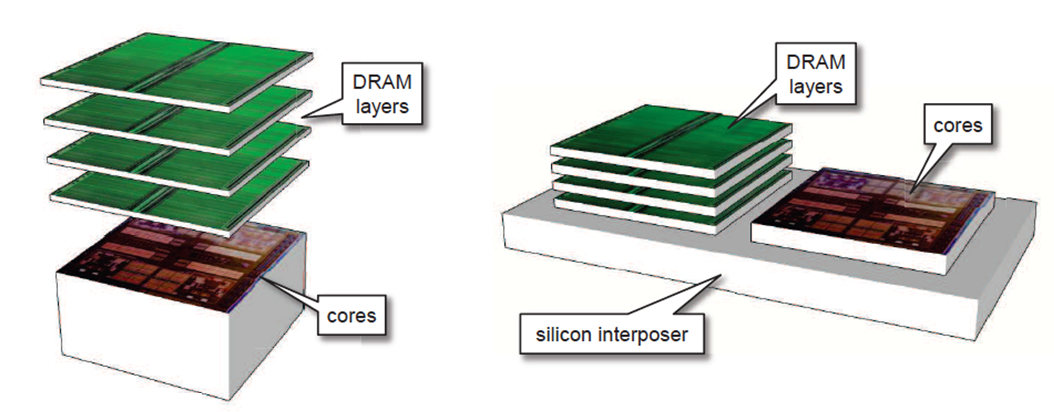 DRAM
layers
cores
DRAM
layers
cores
silicon interposer